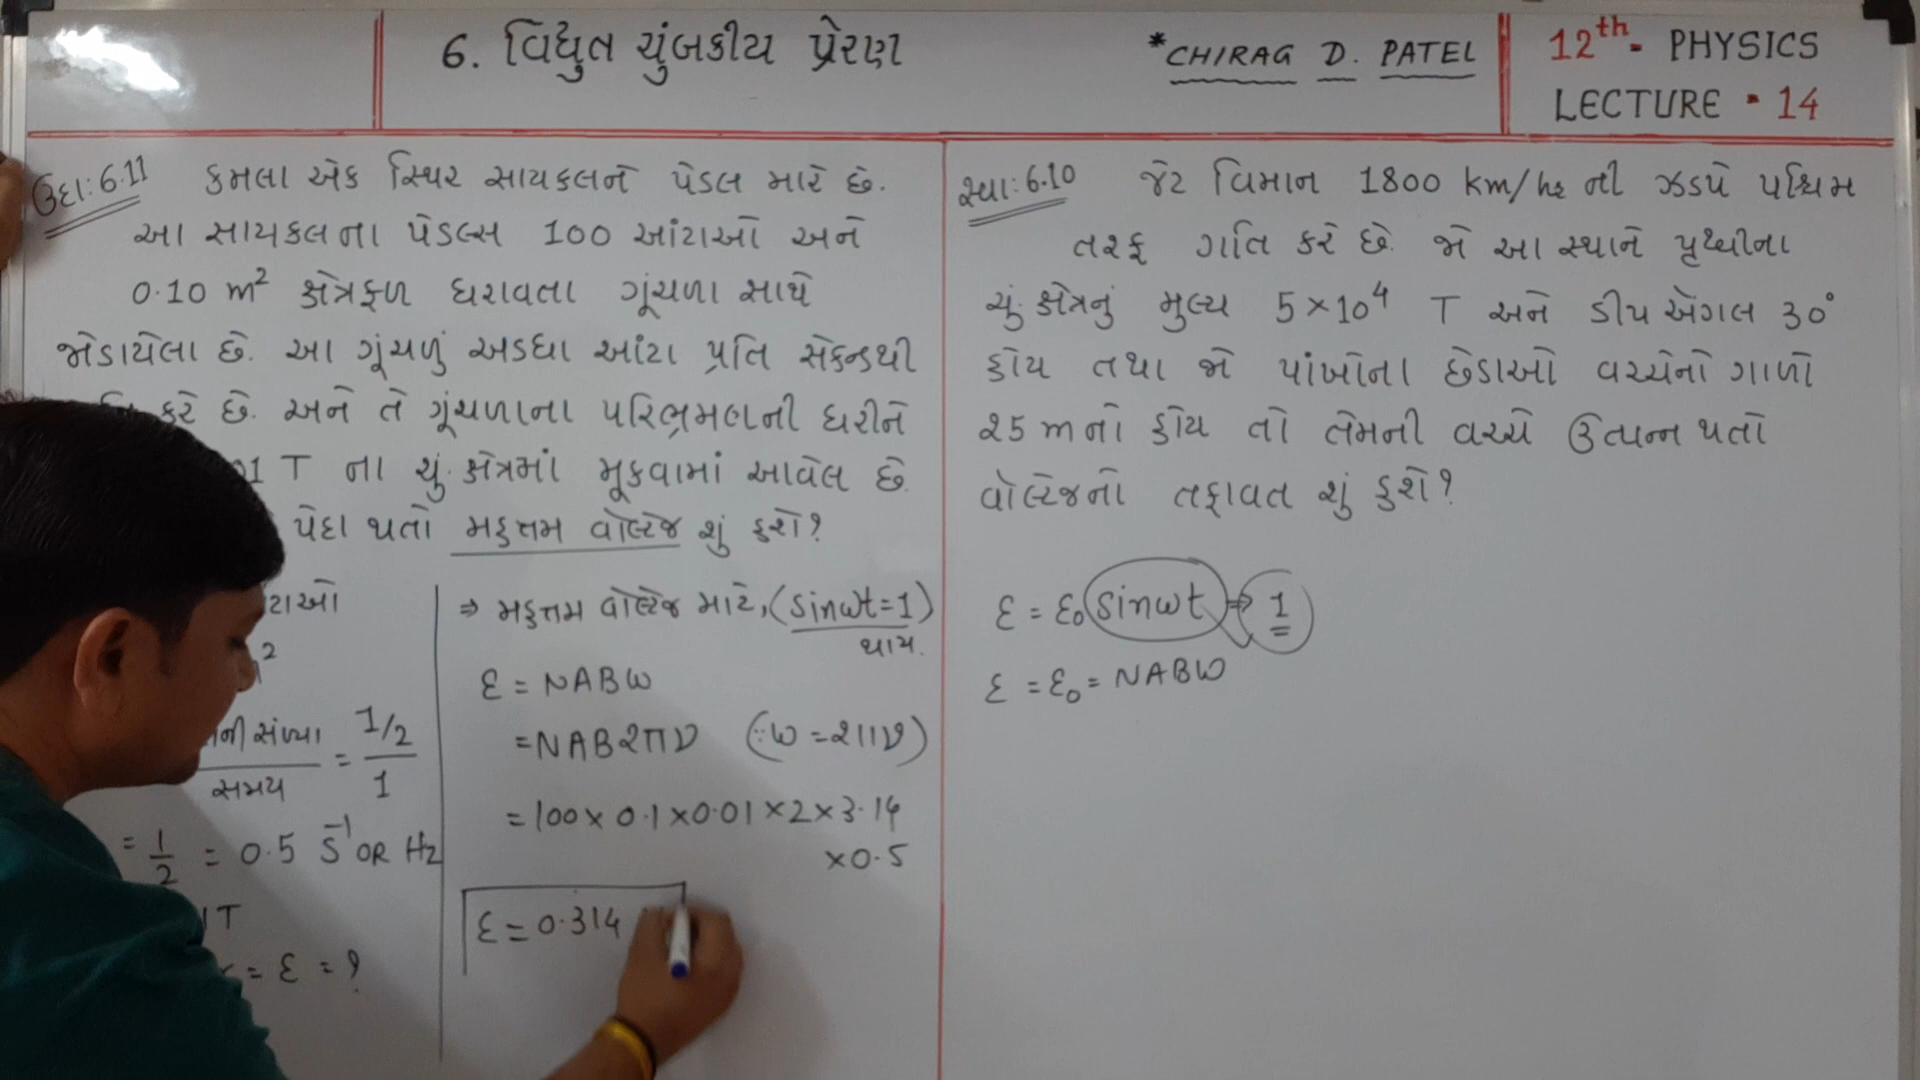 6. વિદ્યુત ચુંબકીય પ્રેરણ
*CHIRAG D. PATEL
12th - PHYSICS
LECTURE - 14
ઉદા: 6.11 કમલા એક સ્થિર સાયકલને પેડલ મારે છે.
આ સાયકલના પેડલ્સ 100 આંટાઓ અને
0.10 m² ક્ષેત્રફળ ધરાવતા ગૂંચળા સાથે
જોડાયેલા છે. આ ગૂંચળું અડધા આંટા પ્રતિ સેકન્ડથી
કરે છે. અને તે ગૂંચળાના પરિભ્રમણની ધરીને
01 T ના ચું. ક્ષેત્રમાં મૂકવામાં આવેલ છે.
પેદા થતો મહત્તમ વોલ્ટેજ શું હશે?
ટાઓ
2
ની સંખ્યા / સમય = 1/2 / 1
= 1/2 = 0.5 S⁻¹ OR Hz
1T
= ε = ?
⇒ મહત્તમ વોલ્ટેજ માટે, (sinωt=1)
થાય.
ε = NABω
= NAB2πν (∵ω = 2πν)
= 100 × 0.1 × 0.01 × 2 × 3.14
× 0.5
ε = 0.314
સ્વા: 6.10 જેટ વિમાન 1800 km/hr ની ઝડપે પશ્ચિમ
તરફ ગતિ કરે છે. જો આ સ્થાને પૃથ્વીના
ચું. ક્ષેત્રનું મુલ્ય 5×10⁴ T અને ડીપ એંગલ 30°
હોય તથા જો પાંખોના છેડાઓ વચ્ચેનો ગાળો
25 m નો હોય તો તેમની વચ્ચે ઉત્પન્ન થતો
વોલ્ટેજનો તફાવત શું હશે?
ε = ε₀ sinωt ⇒ 1
ε = ε₀ = NABω